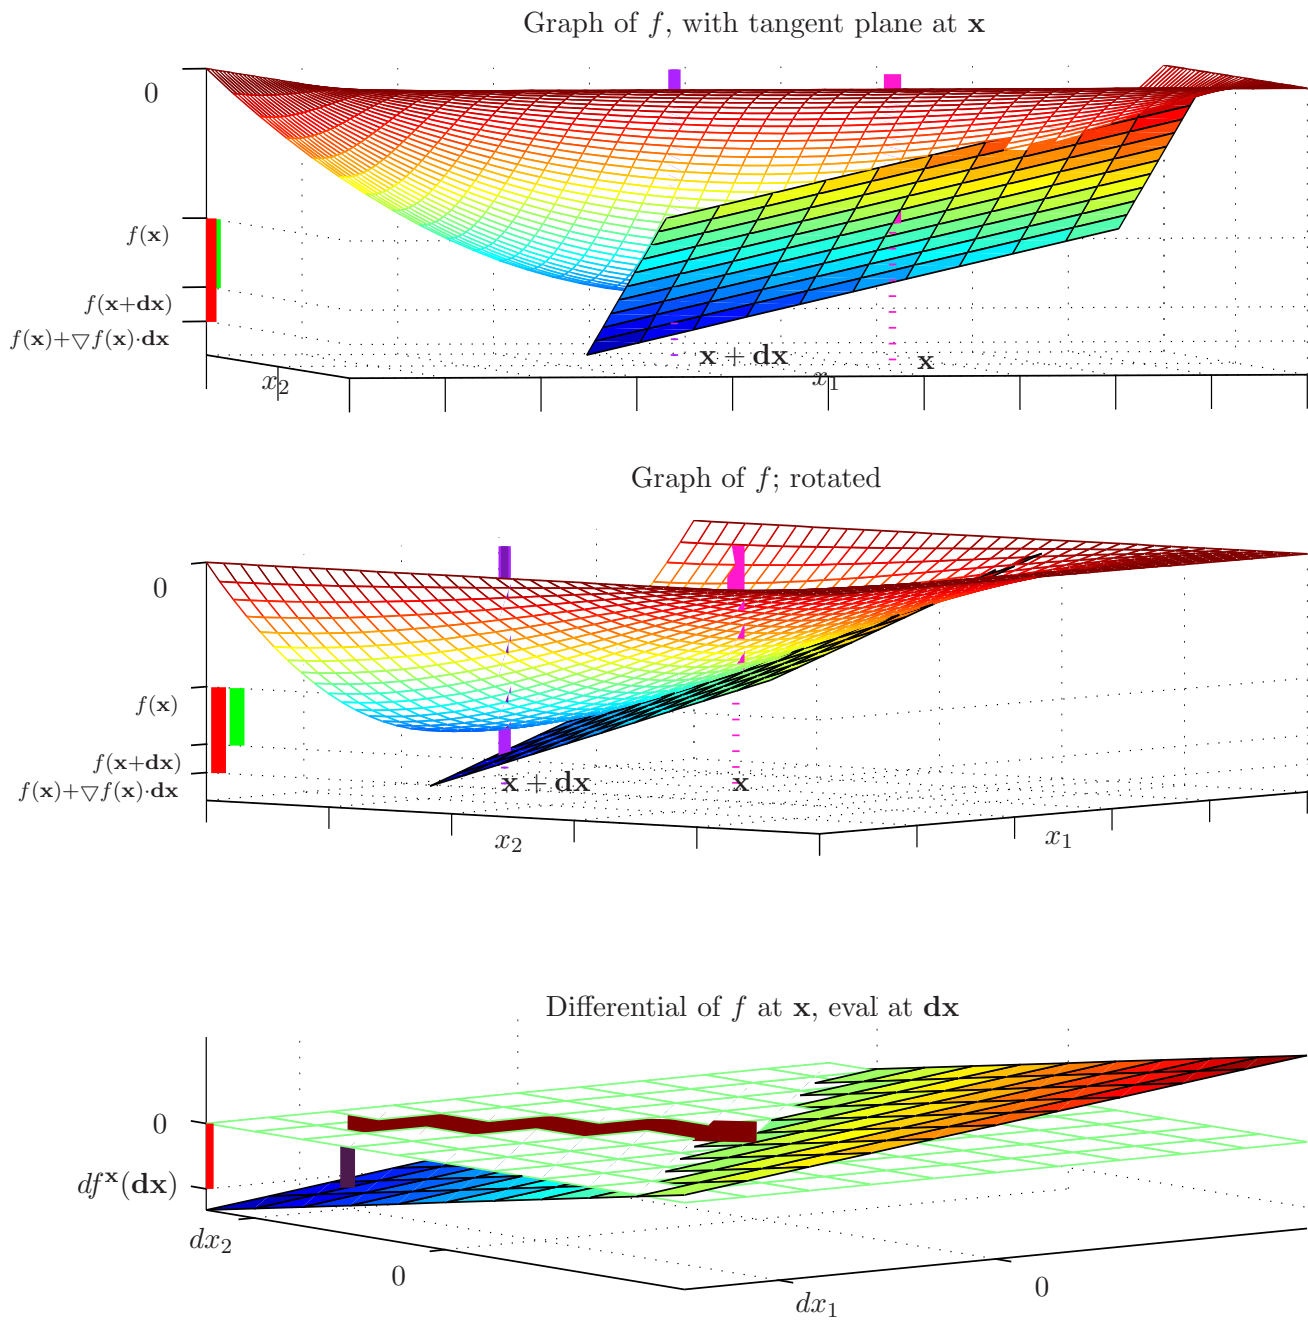 Graph of f, with tangent plane at x
0
f(x)
f(x+dx)
f(x)+▽f(x)·dx
x + dx
x
x₂
x₁
Graph of f; rotated
0
f(x)
f(x+dx)
f(x)+▽f(x)·dx
x + dx
x
x₂
x₁
Differential of f at x, eval at dx
0
dfˣ(dx)
dx₂
0
dx₁
0